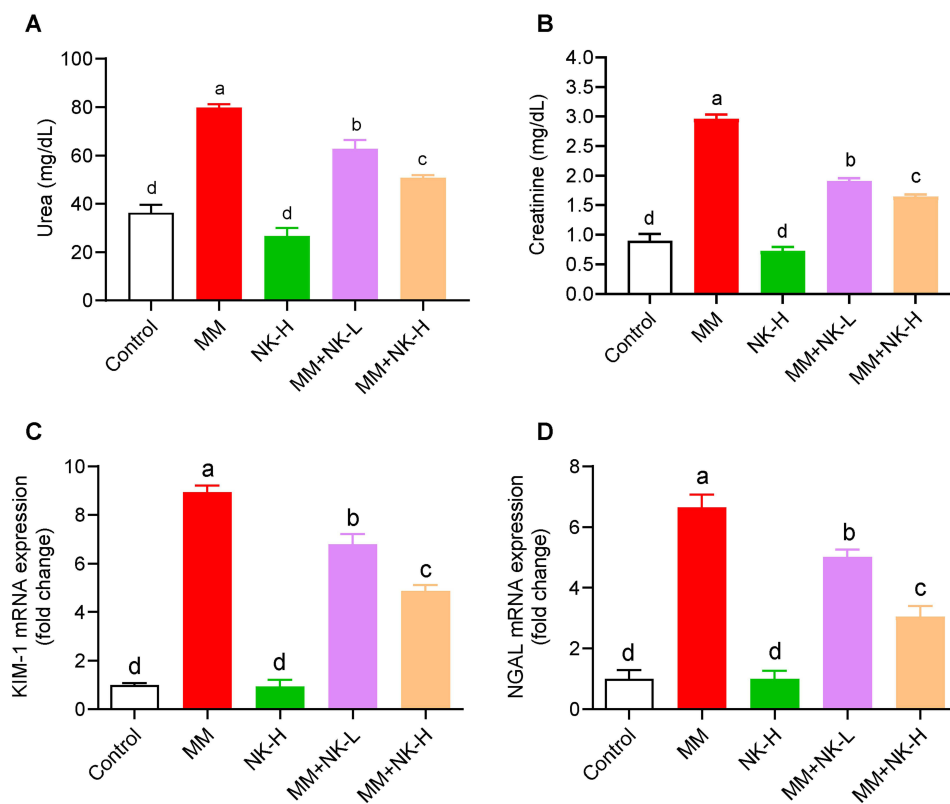 A
Urea (mg/dL)
100
80
60
40
20
0
d
a
d
b
c
Control
MM
NK-H
MM+NK-L
MM+NK-H
B
Creatinine (mg/dL)
4.0
3.5
3.0
2.5
2.0
1.5
1.0
0.5
0.0
d
a
d
b
c
Control
MM
NK-H
MM+NK-L
MM+NK-H
C
KIM-1 mRNA expression
(fold change)
10
8
6
4
2
0
d
a
d
b
c
Control
MM
NK-H
MM+NK-L
MM+NK-H
D
NGAL mRNA expression
(fold change)
8
6
4
2
0
d
a
d
b
c
Control
MM
NK-H
MM+NK-L
MM+NK-H